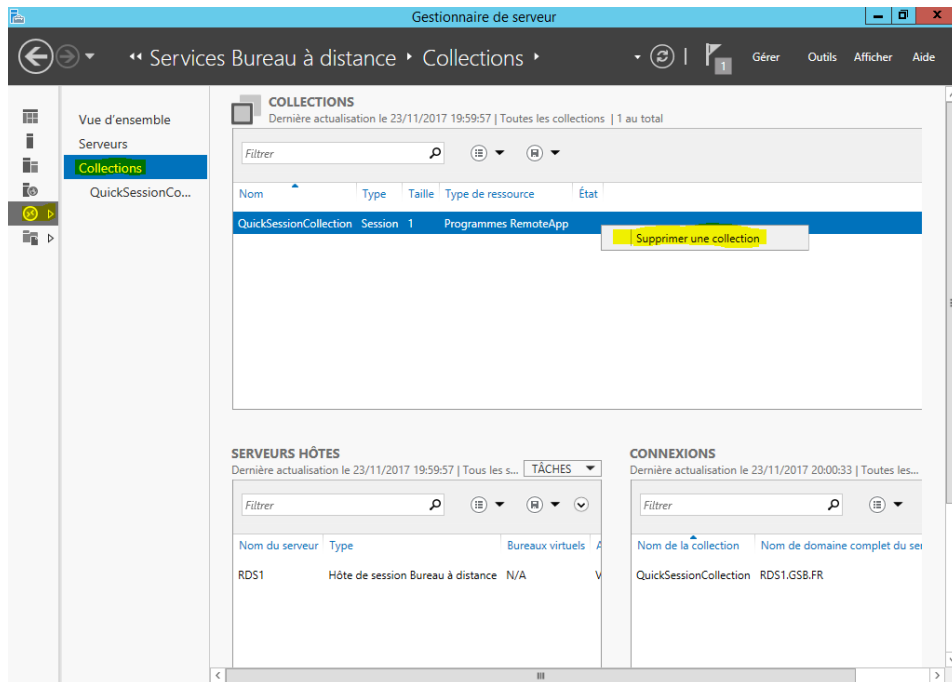 Gestionnaire de serveur
Services Bureau à distance Collections
1
Gérer Outils Afficher Aide
Vue d'ensemble
Serveurs
Collections
QuickSessionCo...
COLLECTIONS
Dernière actualisation le 23/11/2017 19:59:57 | Toutes les collections | 1 au total
Filtrer
Nom Type Taille Type de ressource État
QuickSessionCollection Session 1 Programmes RemoteApp
Supprimer une collection
SERVEURS HÔTES
Dernière actualisation le 23/11/2017 19:59:57 | Tous les s... TÂCHES
Filtrer
Nom du serveur Type Bureaux virtuels A
RDS1 Hôte de session Bureau à distance N/A V
CONNEXIONS
Dernière actualisation le 23/11/2017 20:00:33 | Toutes les...
Filtrer
Nom de la collection Nom de domaine complet du ser
QuickSessionCollection RDS1.GSB.FR